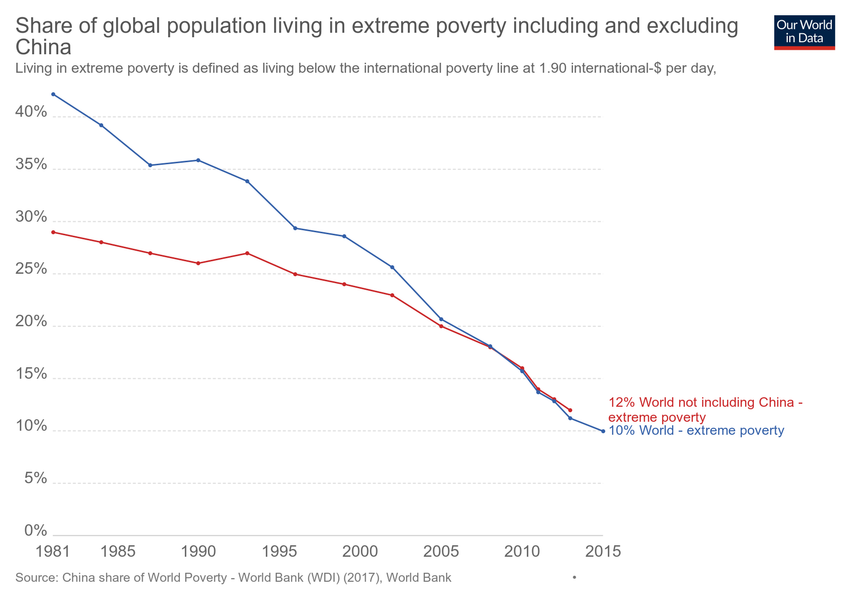 Share of global population living in extreme poverty including and excluding
China
Our World
in Data
Living in extreme poverty is defined as living below the international poverty line at 1.90 international-$ per day,
40%
35%
30%
25%
20%
15%
10%
5%
0%
12% World not including China -
extreme poverty
10% World - extreme poverty
1981 1985 1990 1995 2000 2005 2010 2015
Source: China share of World Poverty - World Bank (WDI) (2017), World Bank